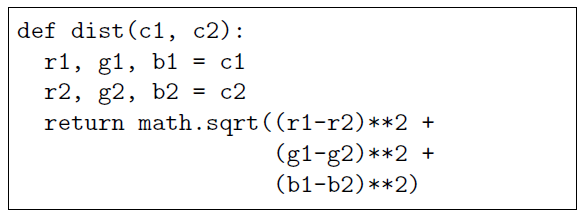 def dist(c1, c2):
  r1, g1, b1 = c1
  r2, g2, b2 = c2
  return math.sqrt((r1-r2)**2 +
                   (g1-g2)**2 +
                   (b1-b2)**2)